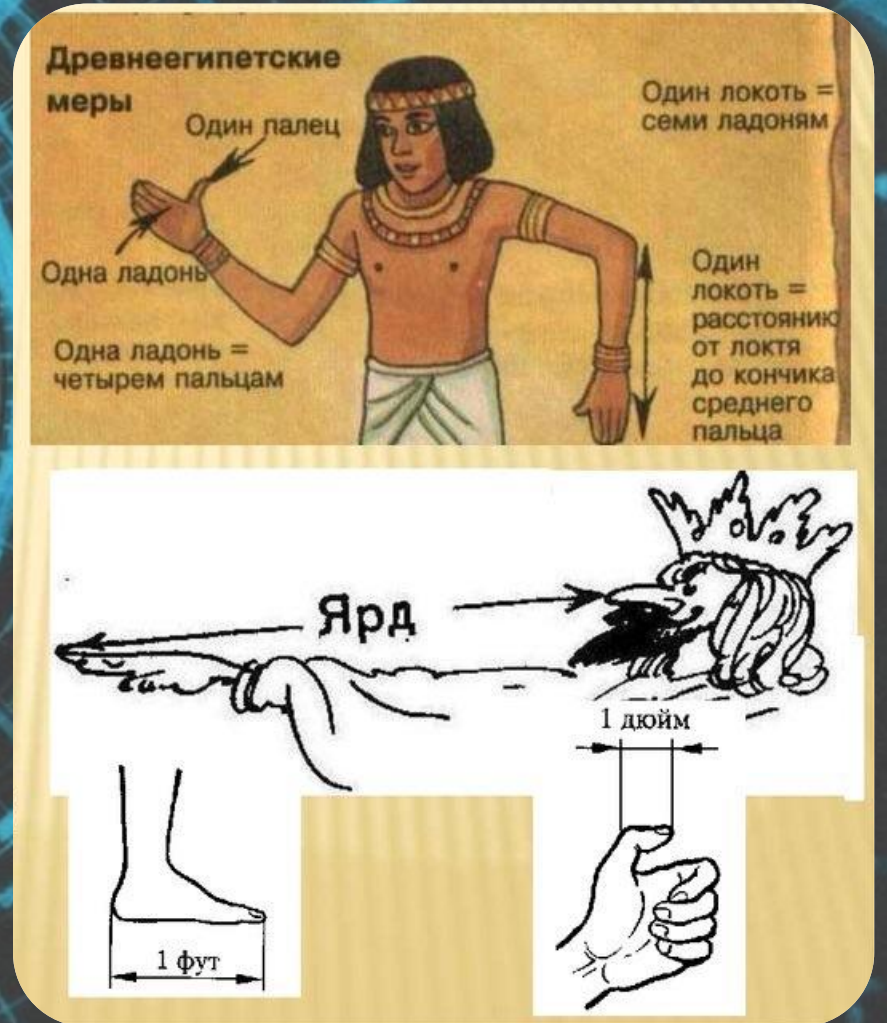 Древнеегипетские
меры
Один палец
Один локоть =
семи ладоням
Одна ладонь
Одна ладонь =
четырем пальцам
Один
локоть =
расстоянию
от локтя
до кончика
среднего
пальца
Ярд
1 дюйм
1 фут